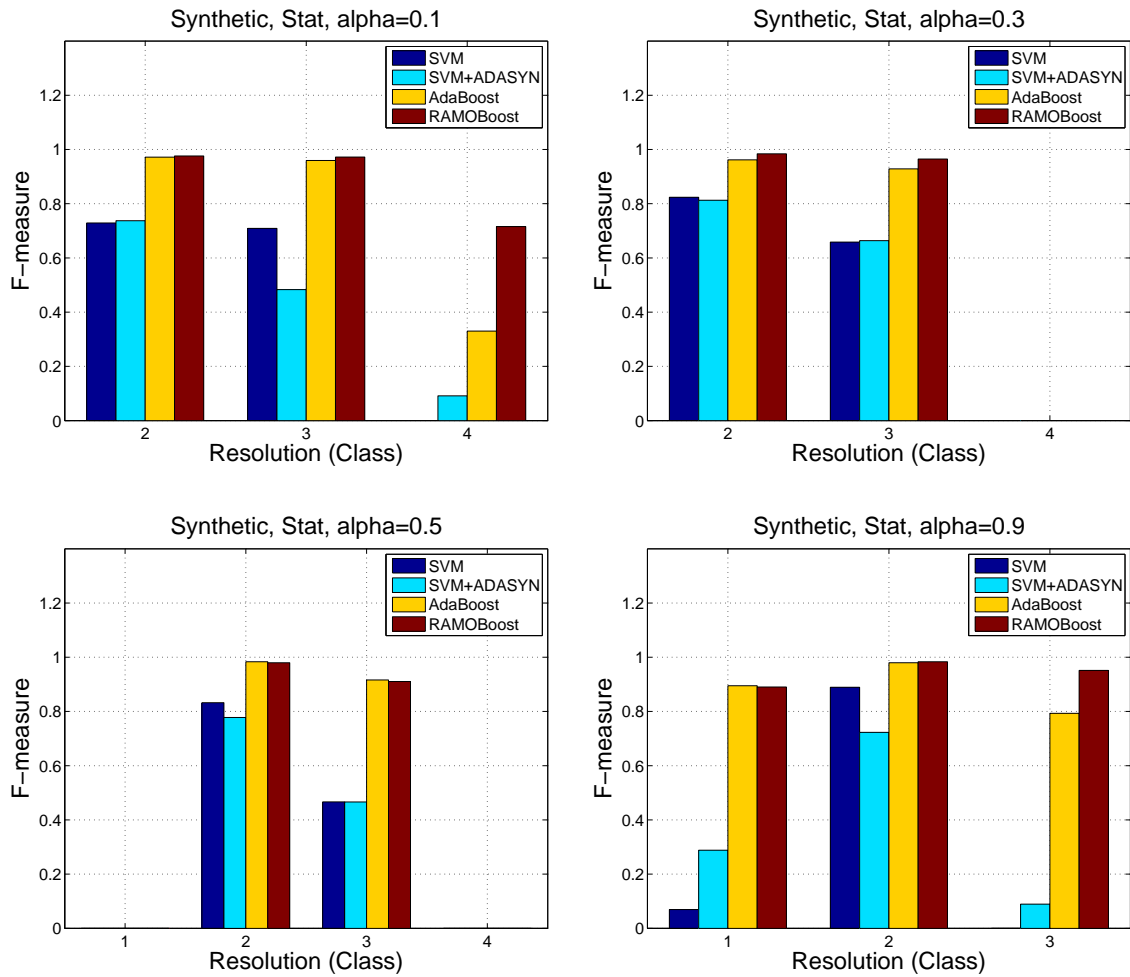 Synthetic, Stat, alpha=0.1
SVM
SVM+ADASYN
AdaBoost
RAMOBoost
F−measure
1.2
1
0.8
0.6
0.4
0.2
0
2 3 4
Resolution (Class)
Synthetic, Stat, alpha=0.3
SVM
SVM+ADASYN
AdaBoost
RAMOBoost
F−measure
1.2
1
0.8
0.6
0.4
0.2
0
2 3 4
Resolution (Class)
Synthetic, Stat, alpha=0.5
SVM
SVM+ADASYN
AdaBoost
RAMOBoost
F−measure
1.2
1
0.8
0.6
0.4
0.2
0
1 2 3 4
Resolution (Class)
Synthetic, Stat, alpha=0.9
SVM
SVM+ADASYN
AdaBoost
RAMOBoost
F−measure
1.2
1
0.8
0.6
0.4
0.2
0
1 2 3
Resolution (Class)